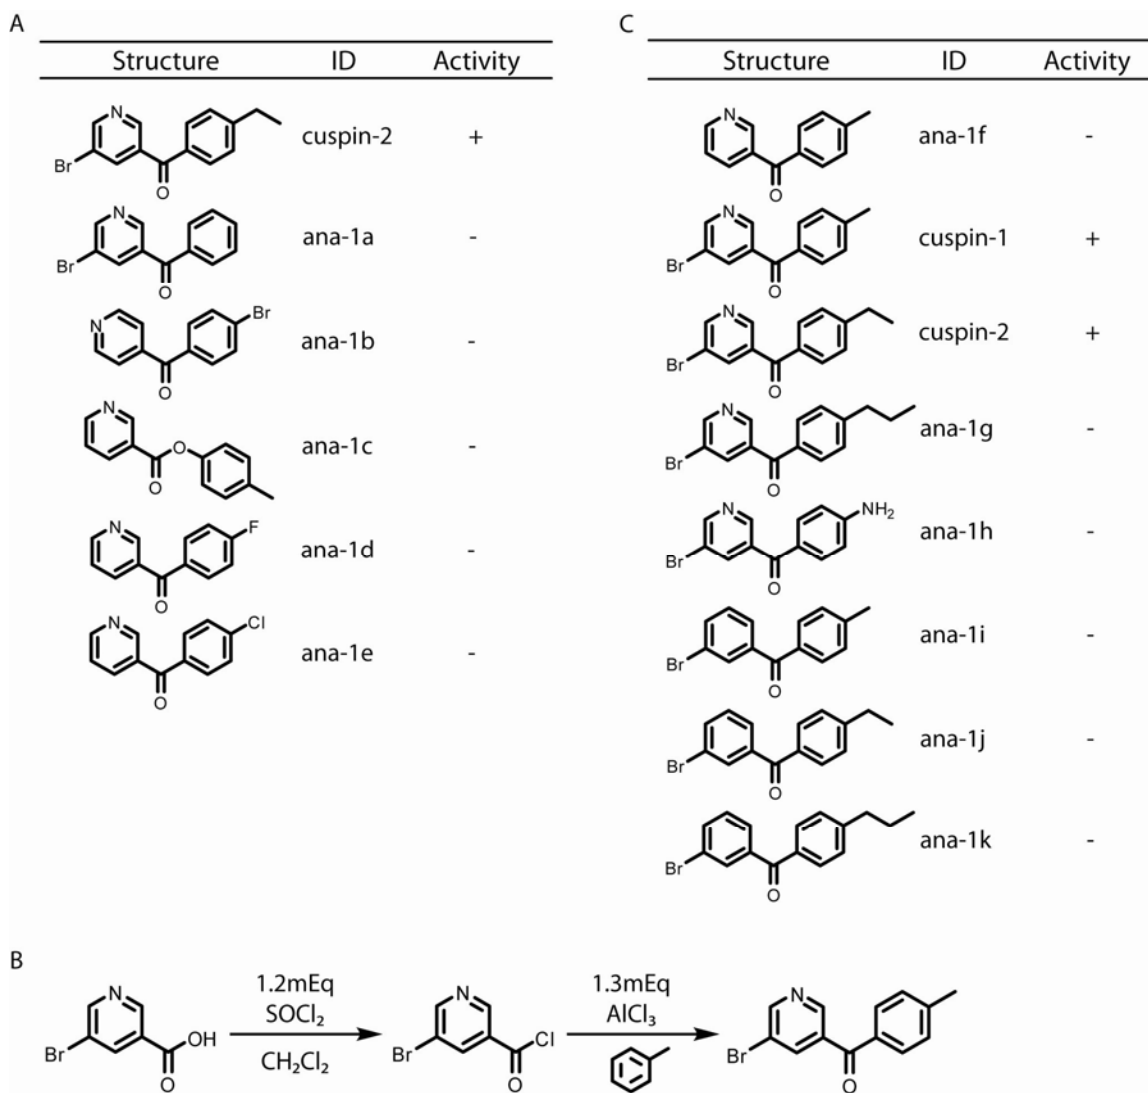 A
Structure ID Activity
N
Br
O
cuspin-2 +
N
Br
O
ana-1a -
N
Br
O
ana-1b -
N
O
O
ana-1c -
N
F
O
ana-1d -
N
Cl
O
ana-1e -
C
Structure ID Activity
N
O
ana-1f -
N
Br
O
cuspin-1 +
N
Br
O
cuspin-2 +
N
Br
O
ana-1g -
N
NH₂
Br
O
ana-1h -
Br
O
ana-1i -
Br
O
ana-1j -
Br
O
ana-1k -
B
N
Br
OH
O
1.2mEq
SOCl₂
CH₂Cl₂
N
Br
Cl
O
1.3mEq
AlCl₃
N
Br
O